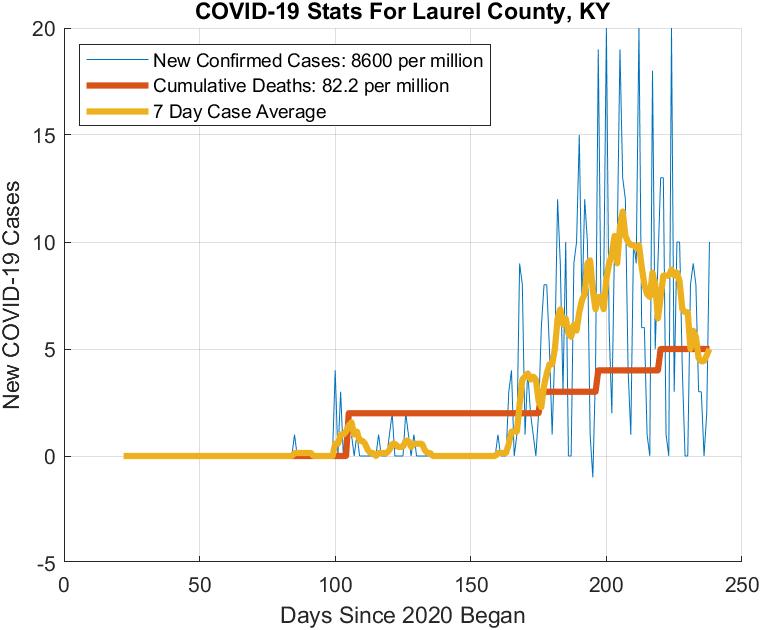 COVID-19 Stats For Laurel County, KY
New Confirmed Cases: 8600 per million
Cumulative Deaths: 82.2 per million
7 Day Case Average
New COVID-19 Cases
20
15
10
5
0
-5
0 50 100 150 200 250
Days Since 2020 Began